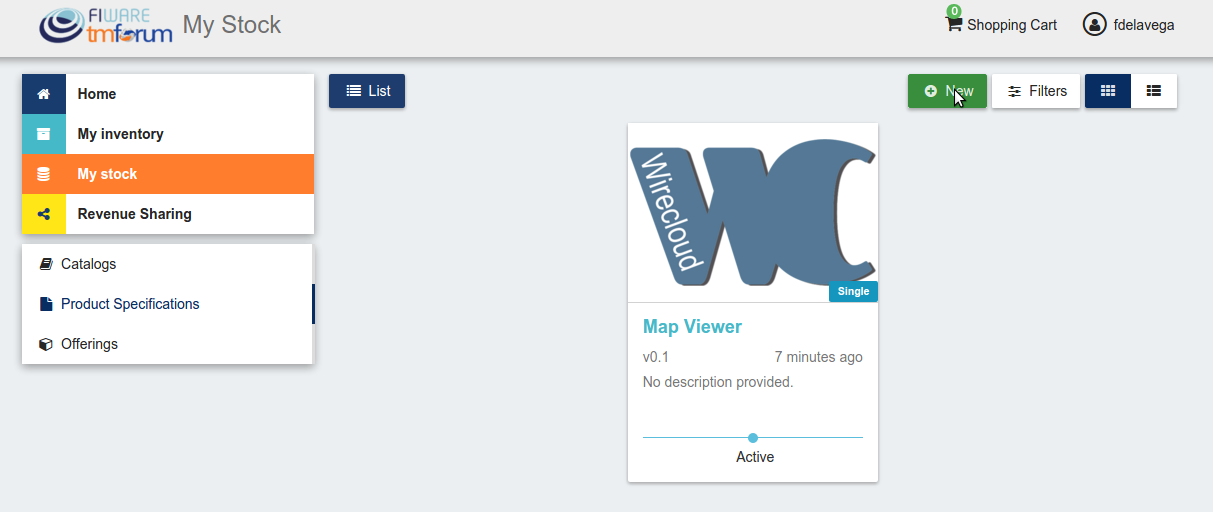 FIWARE
tmforum
My Stock
0
Shopping Cart
fdelavega
Home
My inventory
My stock
Revenue Sharing
Catalogs
Product Specifications
Offerings
List
New
Filters
Wirecloud
WC
Single
Map Viewer
v0.1 7 minutes ago
No description provided.
Active